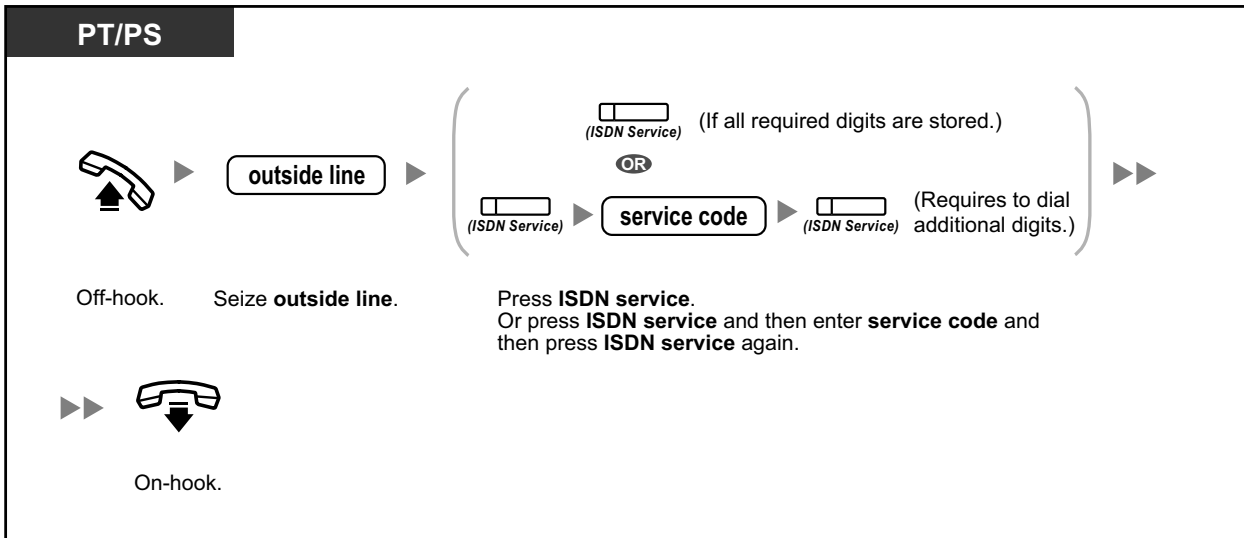 PT/PS
(ISDN Service) (If all required digits are stored.)
OR
outside line
(ISDN Service) service code (ISDN Service) (Requires to dial
additional digits.)
Off-hook. Seize outside line. Press ISDN service.
Or press ISDN service and then enter service code and
then press ISDN service again.
On-hook.